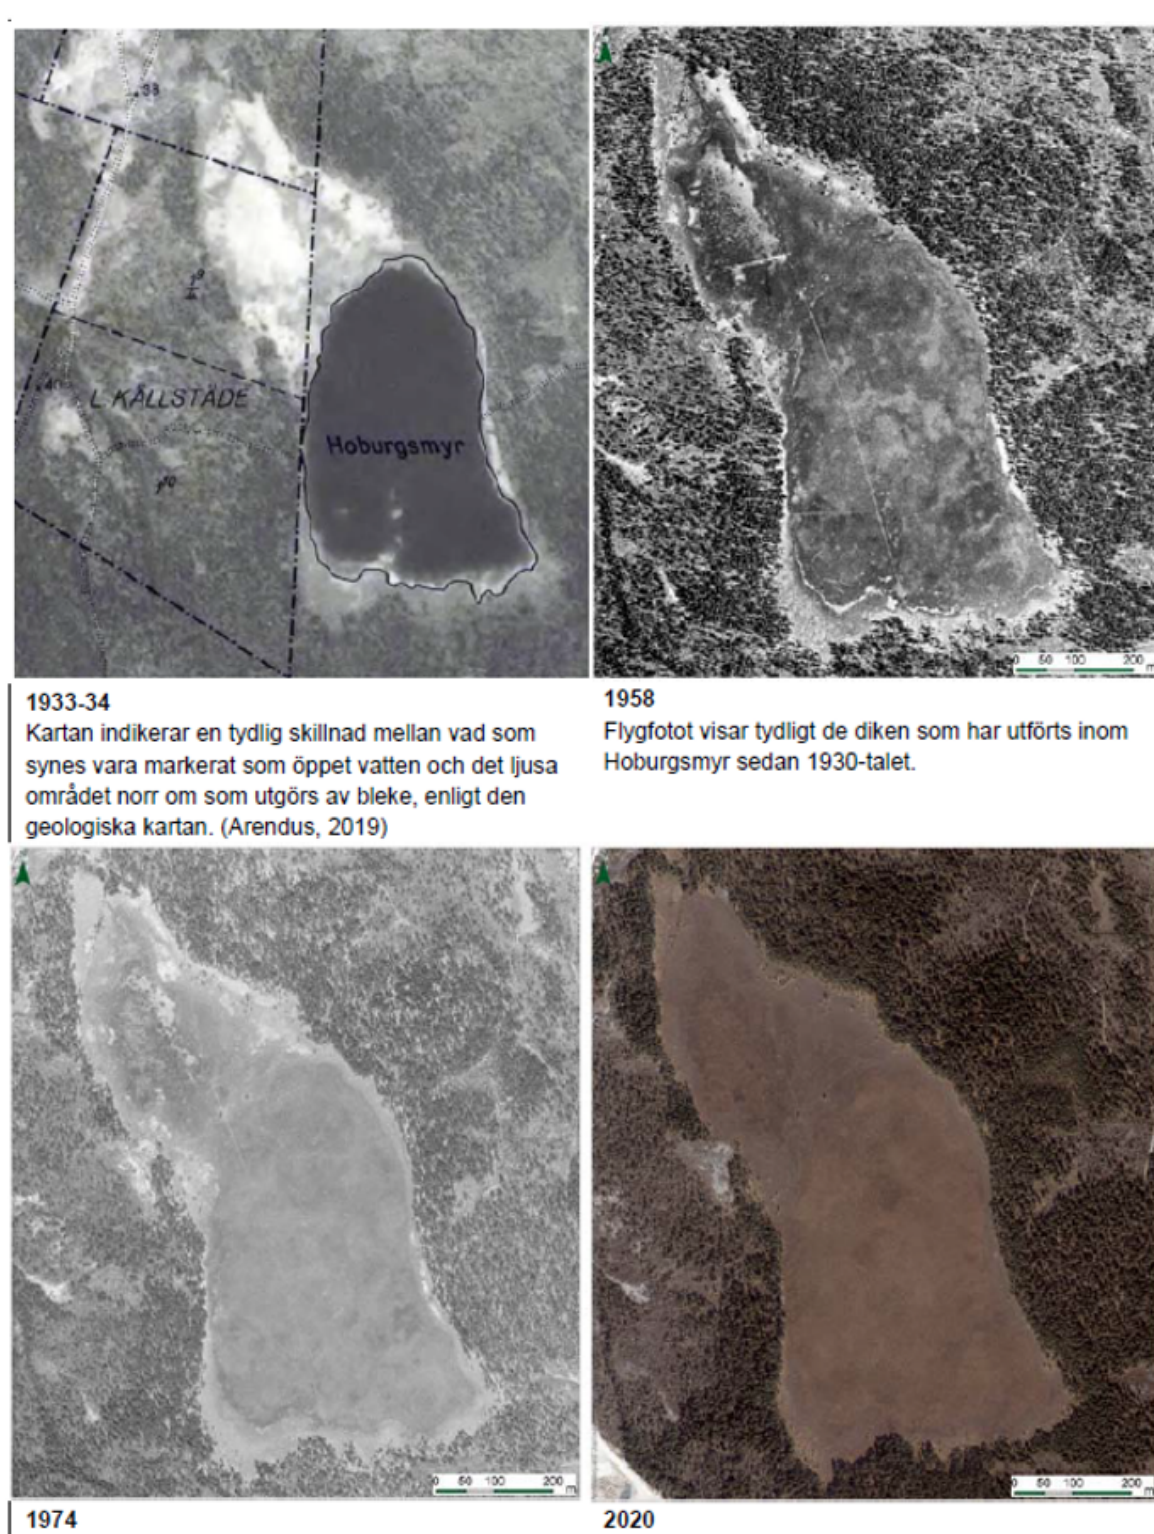 38
40
L KÄLLSTÄDE
Hoburgsmyr
0 50 100 200 m
1933-34
Kartan indikerar en tydlig skillnad mellan vad som
synes vara markerat som öppet vatten och det ljusa
området norr om som utgörs av bleke, enligt den
geologiska kartan. (Arendus, 2019)
1958
Flygfotot visar tydligt de diken som har utförts inom
Hoburgsmyr sedan 1930-talet.
0 50 100 200 m
0 50 100 200
1974
2020